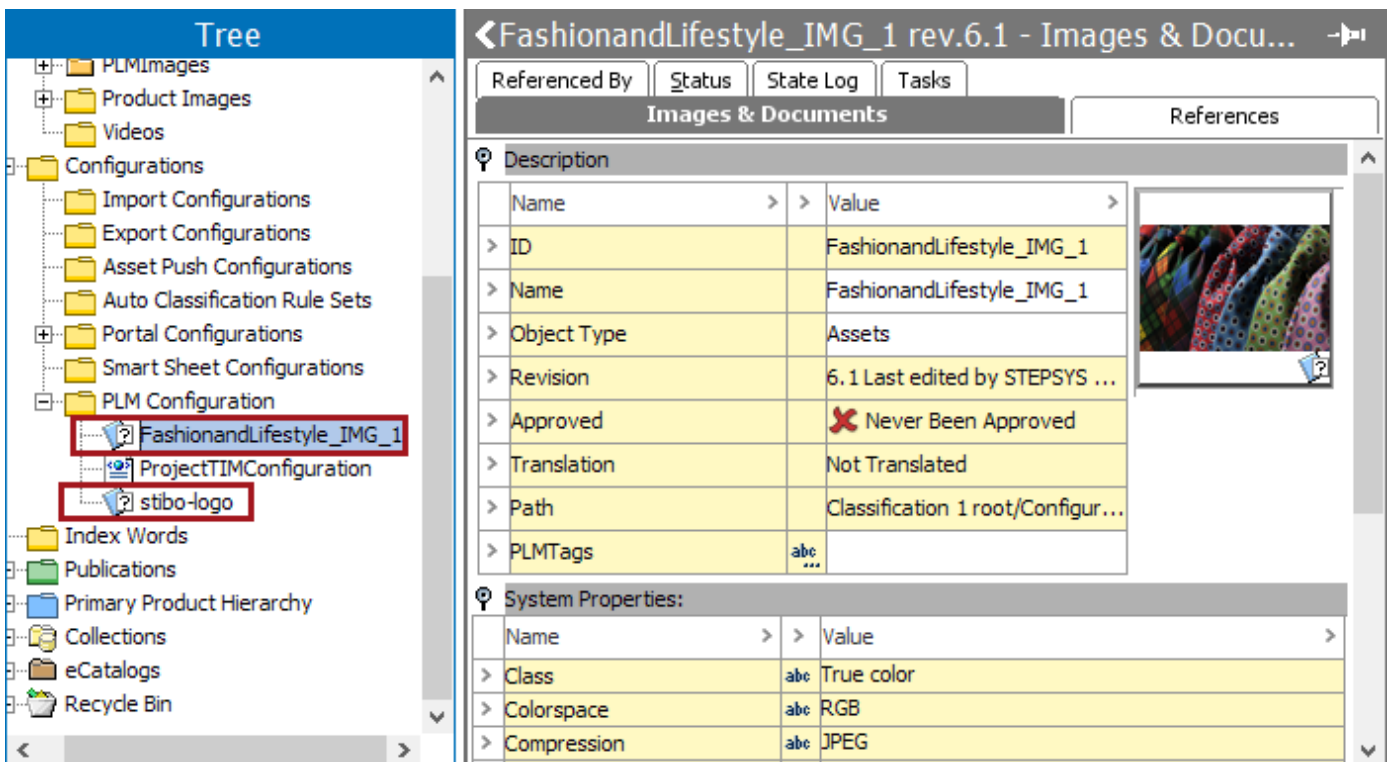 Tree
PLMImages
Product Images
Videos
Configurations
Import Configurations
Export Configurations
Asset Push Configurations
Auto Classification Rule Sets
Portal Configurations
Smart Sheet Configurations
PLM Configuration
FashionandLifestyle_IMG_1
ProjectTIMConfiguration
stibo-logo
Index Words
Publications
Primary Product Hierarchy
Collections
eCatalogs
Recycle Bin
FashionandLifestyle_IMG_1 rev.6.1 - Images & Docu...
Referenced By Status State Log Tasks
Images & Documents References
Description
Name > > Value >
> ID FashionandLifestyle_IMG_1
> Name FashionandLifestyle_IMG_1
> Object Type Assets
> Revision 6.1 Last edited by STEPSYS ...
> Approved Never Been Approved
> Translation Not Translated
> Path Classification 1 root/Configur...
> PLMTags abc
System Properties:
Name > > Value >
> Class abc True color
> Colorspace abc RGB
> Compression abc JPEG